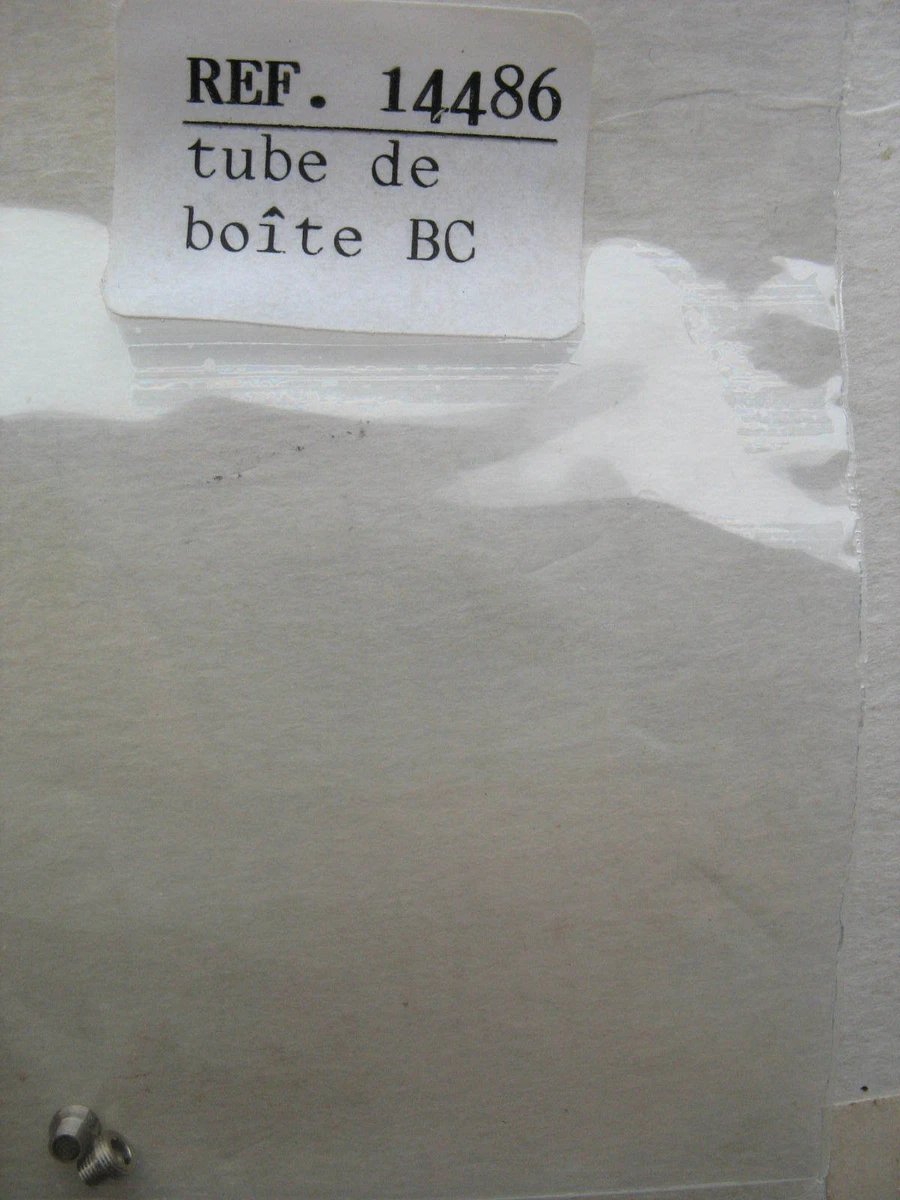 REF. 14486
tube de
boîte BC